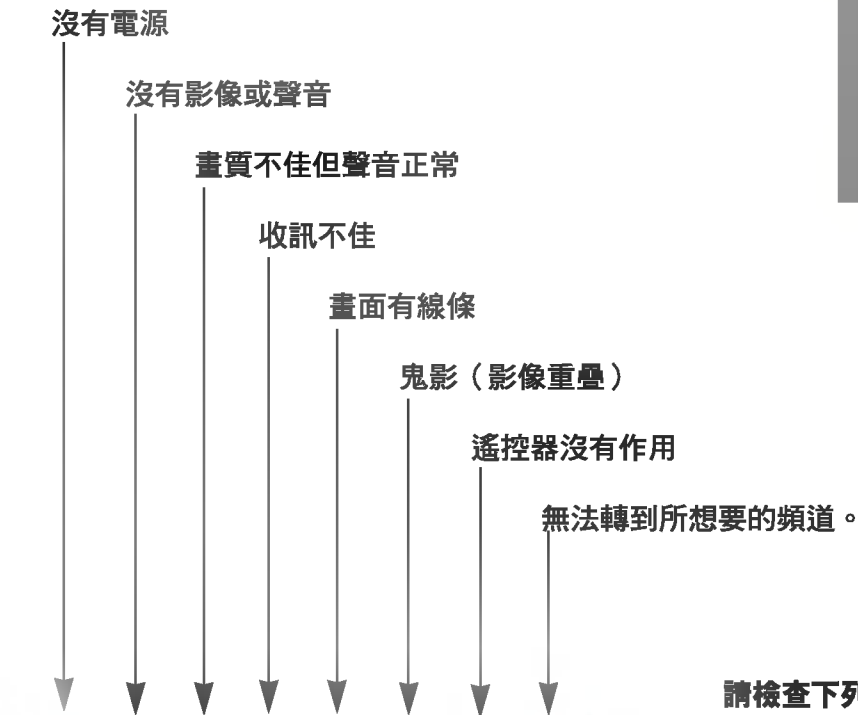 沒有電源
沒有影像或聲音
畫質不佳但聲音正常
收訊不佳
畫面有線條
鬼影（影像重疊）
遙控器沒有作用
無法轉到所想要的頻道。
請檢查下列